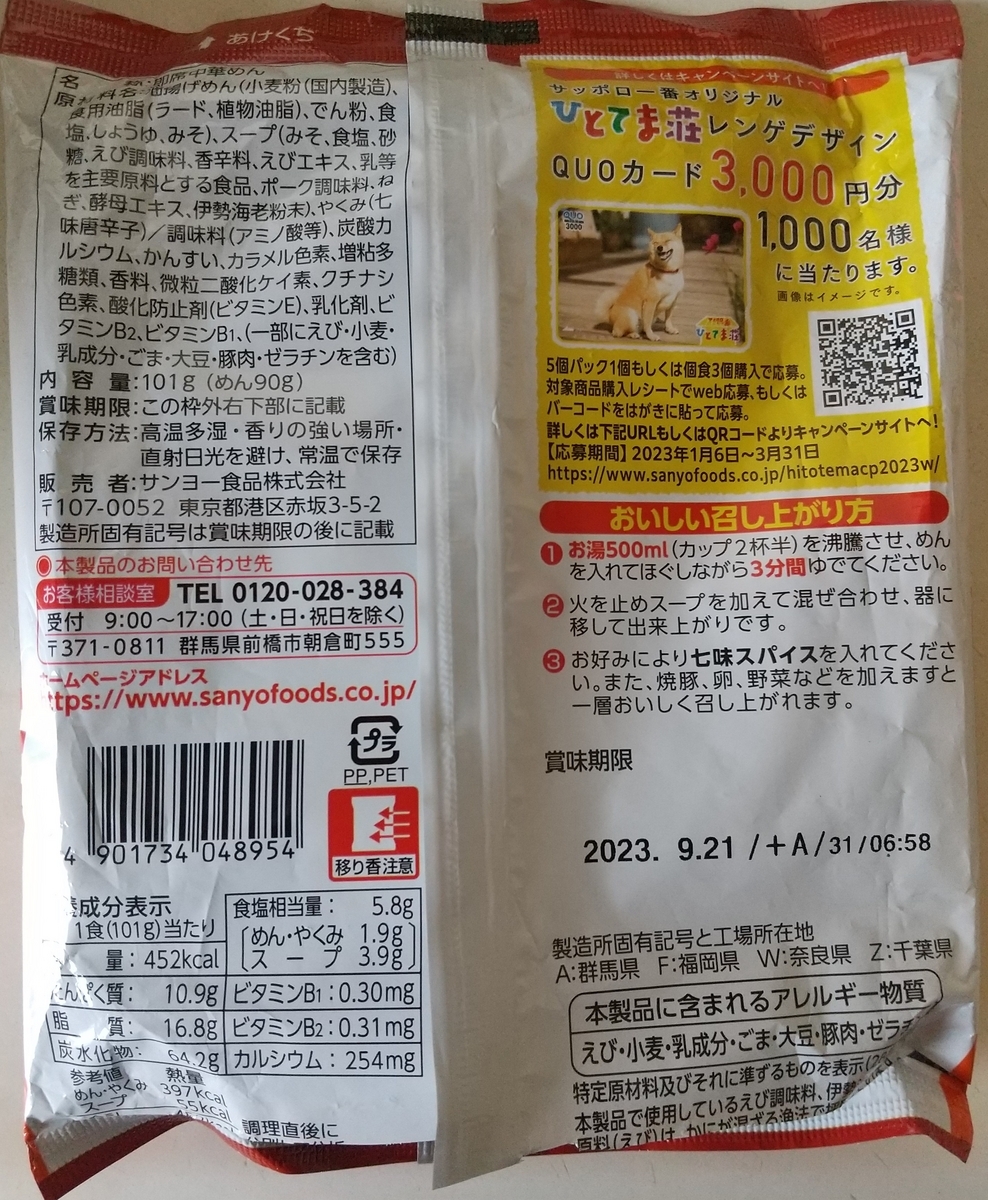 あけくち
名 称:即席中華めん
原材料名:油揚げめん(小麦粉(国内製造)、
食用油脂(ラード、植物油脂)、でん粉、食
塩、しょうゆ、みそ)、スープ(みそ、食塩、砂
糖、えび調味料、香辛料、えびエキス、乳等
を主要原料とする食品、ポーク調味料、ね
ぎ、酵母エキス、伊勢海老粉末)、やくみ(七
味唐辛子)/調味料(アミノ酸等)、炭酸カ
ルシウム、かんすい、カラメル色素、増粘多
糖類、香料、微粒二酸化ケイ素、クチナシ
色素、酸化防止剤(ビタミンE)、乳化剤、ビ
タミンB2、ビタミンB1、(一部にえび・小麦・
乳成分・ごま・大豆・豚肉・ゼラチンを含む)
内容量:101g(めん90g)
賞味期限:この枠外右下部に記載
保存方法:高温多湿・香りの強い場所・
直射日光を避け、常温で保存
販売者:サンヨー食品株式会社
〒107-0052 東京都港区赤坂3-5-2
製造所固有記号は賞味期限の後に記載
●本製品のお問い合わせ先
お客様相談室 TEL 0120-028-384
受付 9:00~17:00(土・日・祝日を除く)
〒371-0811 群馬県前橋市朝倉町555
ームページアドレス
ttps://www.sanyofoods.co.jp/
プラ
PP,PET
移り香注意
4 901734 048954
養成分表示
1食(101g)当たり
量:452kcal
たんぱく質:10.9g
脂質:16.8g
炭水化物:64.2g
食塩相当量:5.8g
めん・やくみ 1.9g
スープ 3.9g
ビタミンB1:0.30mg
ビタミンB2:0.31mg
カルシウム:254mg
参考値 熱量
めん・やくみ 397kcal
スープ 55kcal
調理直後に
詳しくはキャンペーンサイトへ!
サッポロ一番オリジナル
ひとてま荘レンゲデザイン
QUOカード3,000円分
1,000名様
に当たります。
画像はイメージです。
QUO
3000
ひとてま荘
5個パック1個もしくは個食3個購入で応募。
対象商品購入レシートでweb応募、もしくは
バーコードをはがきに貼って応募。
詳しくは下記URLもしくはQRコードよりキャンペーンサイトへ!
【応募期間】2023年1月6日~3月31日
https://www.sanyofoods.co.jp/hitotemacp2023w/
おいしい召し上がり方
1 お湯500ml(カップ2杯半)を沸騰させ、めん
を入れてほぐしながら3分間ゆでてください。
2 火を止めスープを加えて混ぜ合わせ、器に
移して出来上がりです。
3 お好みにより七味スパイスを入れてくださ
い。また、焼豚、卵、野菜などを加えますと
一層おいしく召し上がれます。
賞味期限
2023. 9.21 /+A/31/06:58
製造所固有記号と工場所在地
A:群馬県 F:福岡県 W:奈良県 Z:千葉県
本製品に含まれるアレルギー物質
えび・小麦・乳成分・ごま・大豆・豚肉・ゼラチ
特定原材料及びそれに準ずるものを表示(28
本製品で使用しているえび調味料、伊勢
原料(えび)は、かにが混ざる漁法で